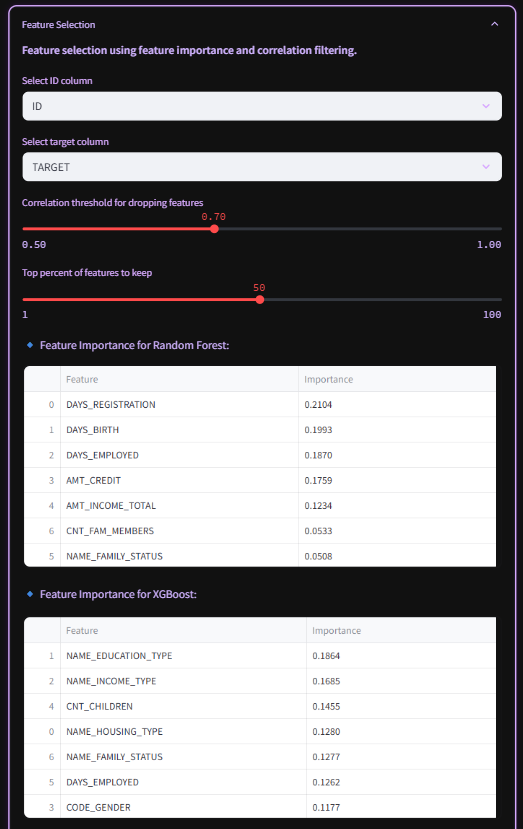 Feature Selection
Feature selection using feature importance and correlation filtering.
Select ID column
ID
Select target column
TARGET
Correlation threshold for dropping features
0.70
0.50 1.00
Top percent of features to keep
50
1 100
Feature Importance for Random Forest:
Feature Importance
0 DAYS_REGISTRATION 0.2104
1 DAYS_BIRTH 0.1993
2 DAYS_EMPLOYED 0.1870
3 AMT_CREDIT 0.1759
4 AMT_INCOME_TOTAL 0.1234
6 CNT_FAM_MEMBERS 0.0533
5 NAME_FAMILY_STATUS 0.0508
Feature Importance for XGBoost:
Feature Importance
1 NAME_EDUCATION_TYPE 0.1864
2 NAME_INCOME_TYPE 0.1685
4 CNT_CHILDREN 0.1455
0 NAME_HOUSING_TYPE 0.1280
6 NAME_FAMILY_STATUS 0.1277
5 DAYS_EMPLOYED 0.1262
3 CODE_GENDER 0.1177